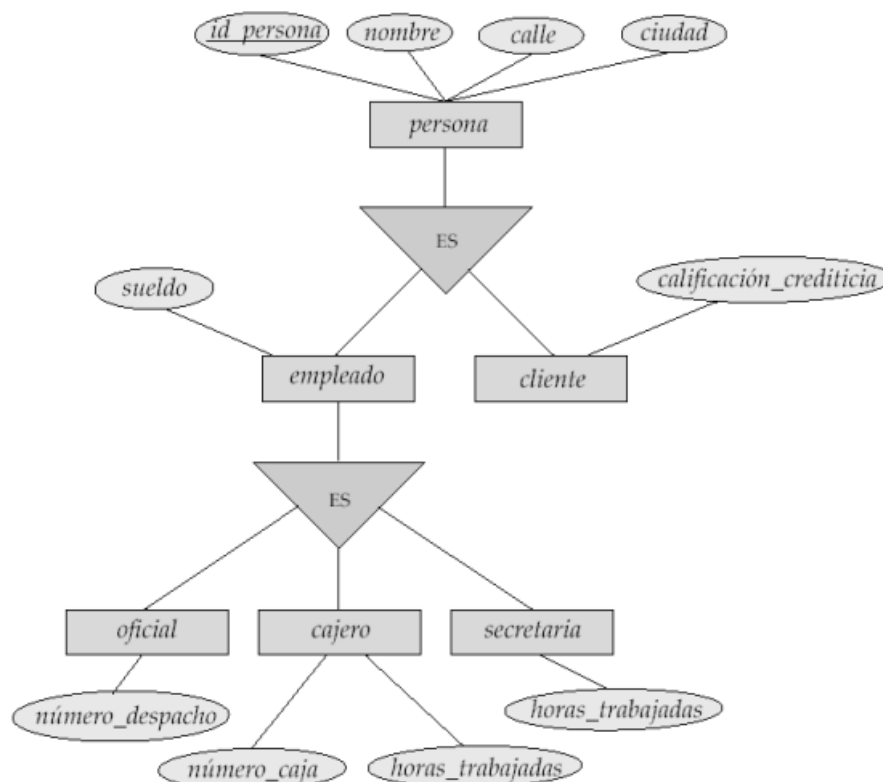 id_persona
nombre
calle
ciudad
persona
ES
sueldo
calificación_crediticia
empleado
cliente
ES
oficial
cajero
secretaria
número_despacho
horas_trabajadas
número_caja
horas_trabajadas